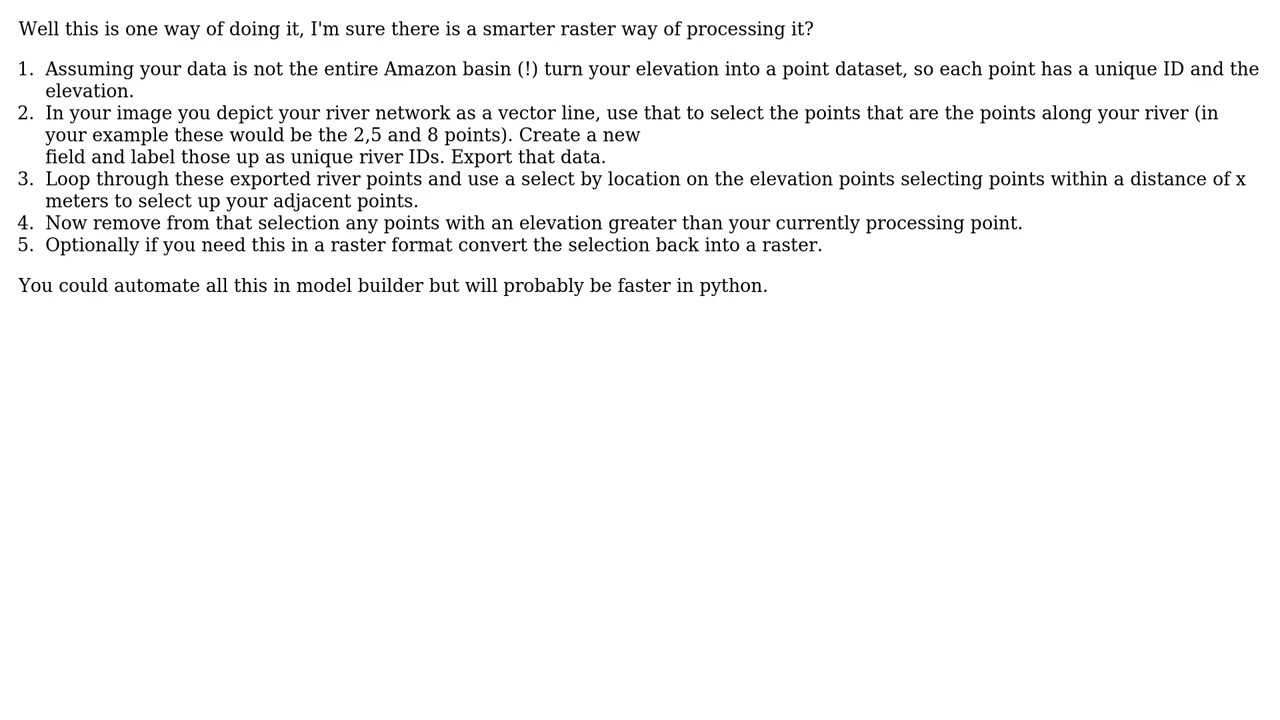 Well this is one way of doing it, I'm sure there is a smarter raster way of processing it?
1. Assuming your data is not the entire Amazon basin (!) turn your elevation into a point dataset, so each point has a unique ID and the
elevation.
2. In your image you depict your river network as a vector line, use that to select the points that are the points along your river (in
your example these would be the 2,5 and 8 points). Create a new
field and label those up as unique river IDs. Export that data.
3. Loop through these exported river points and use a select by location on the elevation points selecting points within a distance of x
meters to select up your adjacent points.
4. Now remove from that selection any points with an elevation greater than your currently processing point.
5. Optionally if you need this in a raster format convert the selection back into a raster.
You could automate all this in model builder but will probably be faster in python.